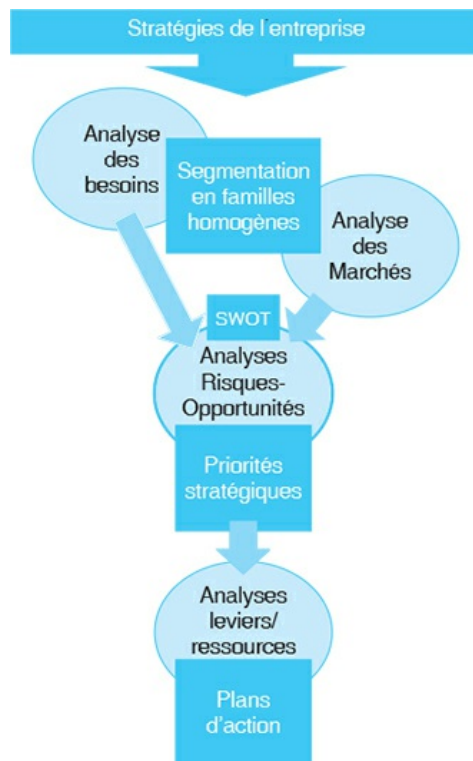 Stratégies de l'entreprise
Analyse
des
besoins
Segmentation
en familles
homogènes
Analyse
des
Marchés
SWOT
Analyses
Risques-
Opportunités
Priorités
stratégiques
Analyses
leviers/
ressources
Plans
d'action